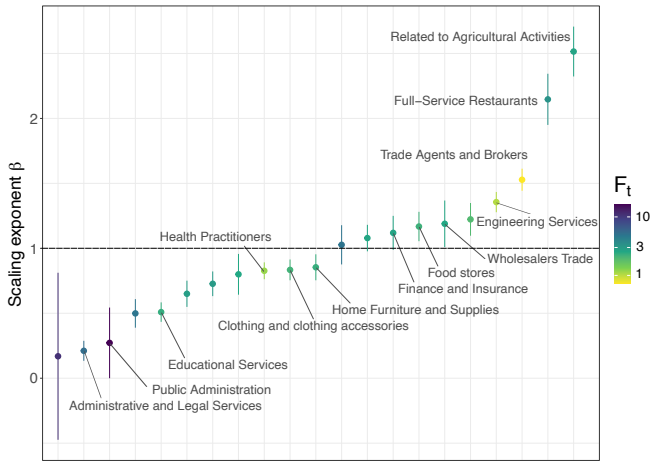 Related to Agricultural Activities
Full−Service Restaurants
Trade Agents and Brokers
Engineering Services
Health Practitioners
Wholesalers Trade
Food stores
Finance and Insurance
Home Furniture and Supplies
Clothing and clothing accessories
Educational Services
Public Administration
Administrative and Legal Services
Scaling exponent β
2
1
0
Ft
10
3
1